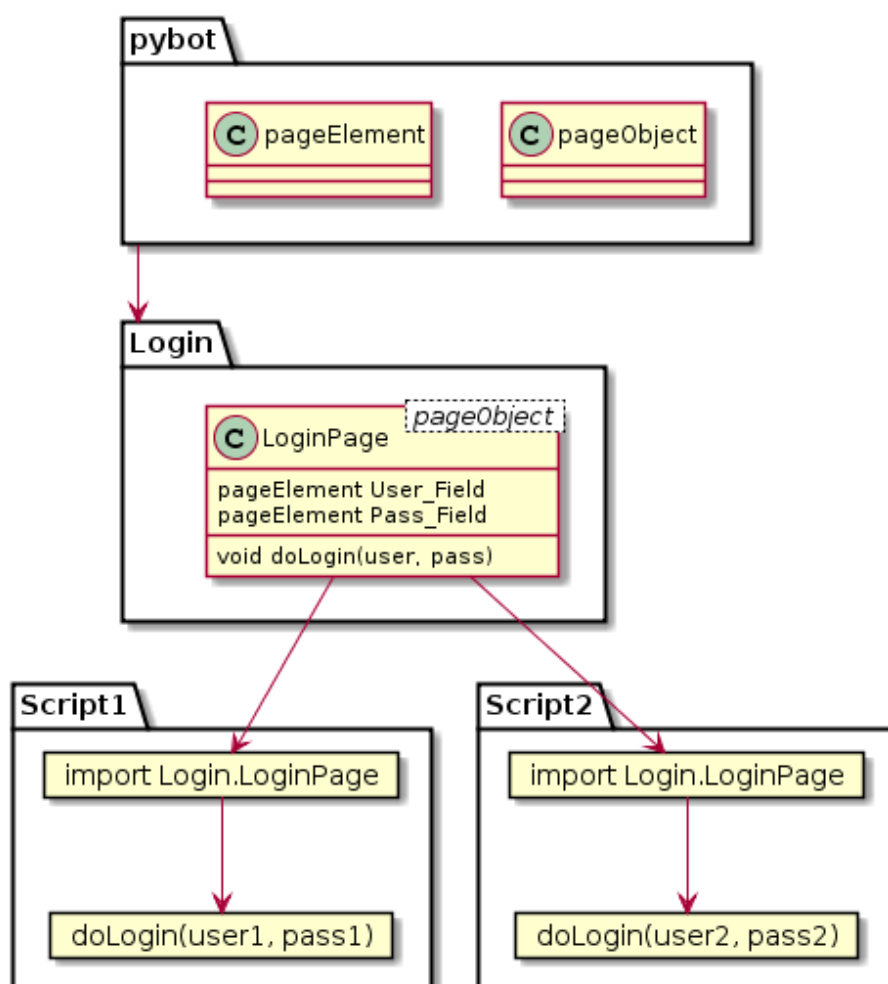 pybot
C pageElement
C pageObject
Login
pageObject
C LoginPage
pageElement User_Field
pageElement Pass_Field
void doLogin(user, pass)
Script1
Script2
import Login.LoginPage
import Login.LoginPage
doLogin(user1, pass1)
doLogin(user2, pass2)